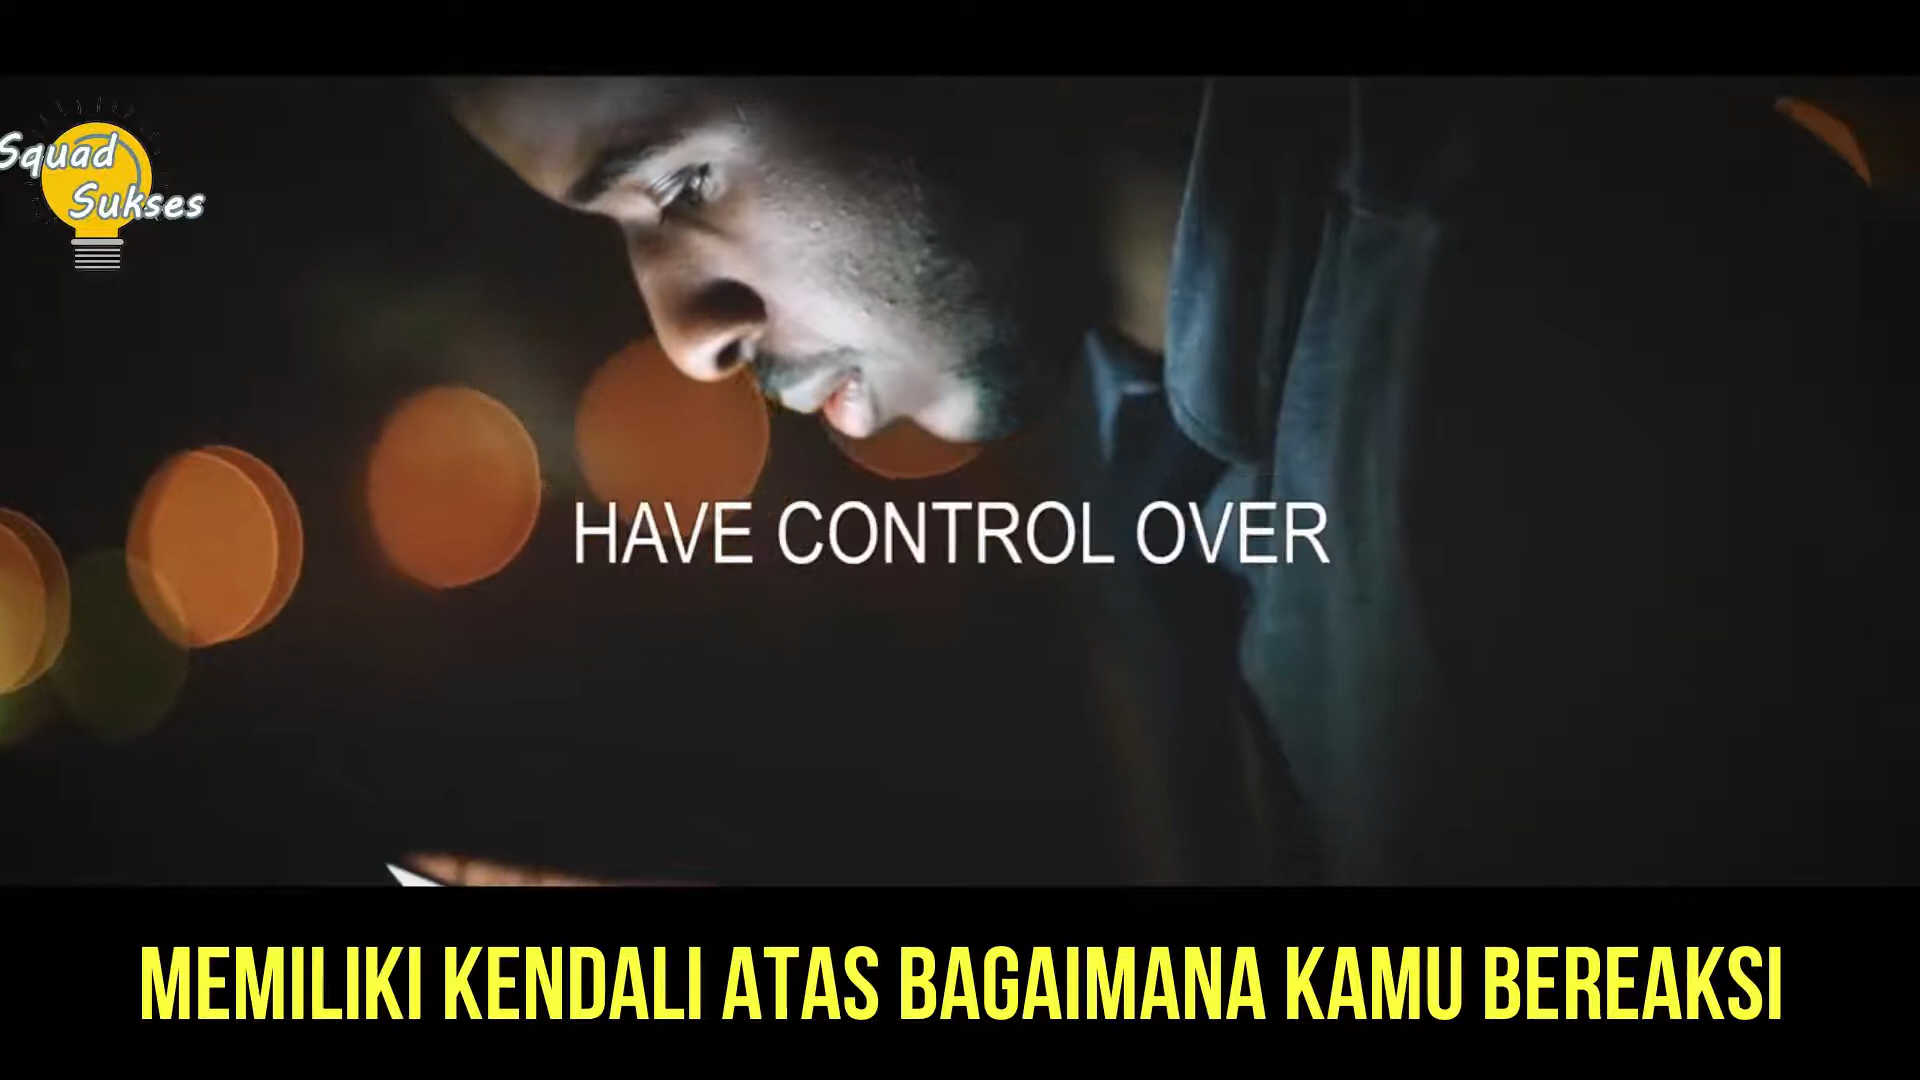 Squad
Sukses
HAVE CONTROL OVER
MEMILIKI KENDALI ATAS BAGAIMANA KAMU BEREAKSI